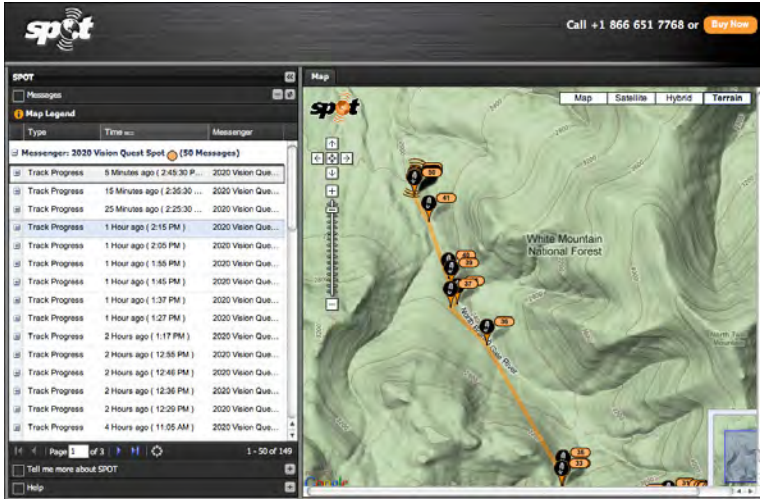 spot
Call +1 866 651 7768 or Buy Now
SPOT
Messages
Map Legend
Type Time Messenger
Messenger: 2020 Vision Quest Spot (50 Messages)
Track Progress 5 Minutes ago ( 2:45:30 P... 2020 Vision Que...
Track Progress 15 Minutes ago ( 2:35:30 ... 2020 Vision Que...
Track Progress 25 Minutes ago ( 2:25:30 ... 2020 Vision Que...
Track Progress 1 Hour ago ( 2:15 PM ) 2020 Vision Que...
Track Progress 1 Hour ago ( 2:05 PM ) 2020 Vision Que...
Track Progress 1 Hour ago ( 1:55 PM ) 2020 Vision Que...
Track Progress 1 Hour ago ( 1:45 PM ) 2020 Vision Que...
Track Progress 1 Hour ago ( 1:37 PM ) 2020 Vision Que...
Track Progress 1 Hour ago ( 1:27 PM ) 2020 Vision Que...
Track Progress 2 Hours ago ( 1:17 PM ) 2020 Vision Que...
Track Progress 2 Hours ago ( 12:55 PM ) 2020 Vision Que...
Track Progress 2 Hours ago ( 12:46 PM ) 2020 Vision Que...
Track Progress 2 Hours ago ( 12:36 PM ) 2020 Vision Que...
Track Progress 2 Hours ago ( 12:29 PM ) 2020 Vision Que...
Track Progress 4 Hours ago ( 11:05 AM ) 2020 Vision Que...
Page 1 of 3 1 - 50 of 149
Tell me more about SPOT
Help
Map
spot
Map Satellite Hybrid Terrain
50
41
39
37
36
White Mountain
National Forest
River
33
Google